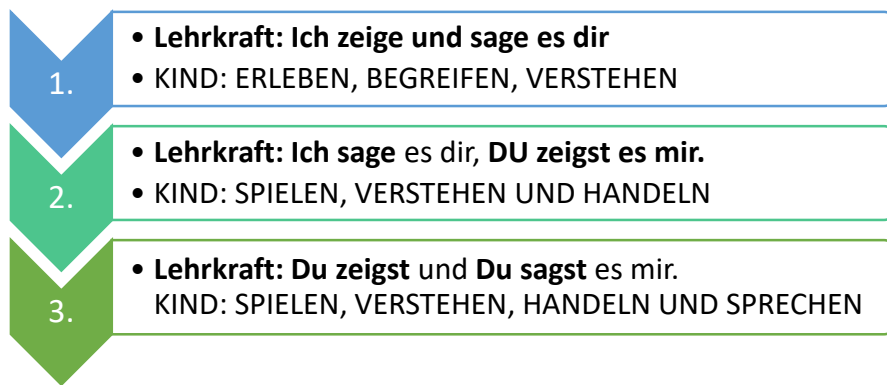 1.
• Lehrkraft: Ich zeige und sage es dir
• KIND: ERLEBEN, BEGREIFEN, VERSTEHEN
2.
• Lehrkraft: Ich sage es dir, DU zeigst es mir.
• KIND: SPIELEN, VERSTEHEN UND HANDELN
3.
• Lehrkraft: Du zeigst und Du sagst es mir.
KIND: SPIELEN, VERSTEHEN, HANDELN UND SPRECHEN